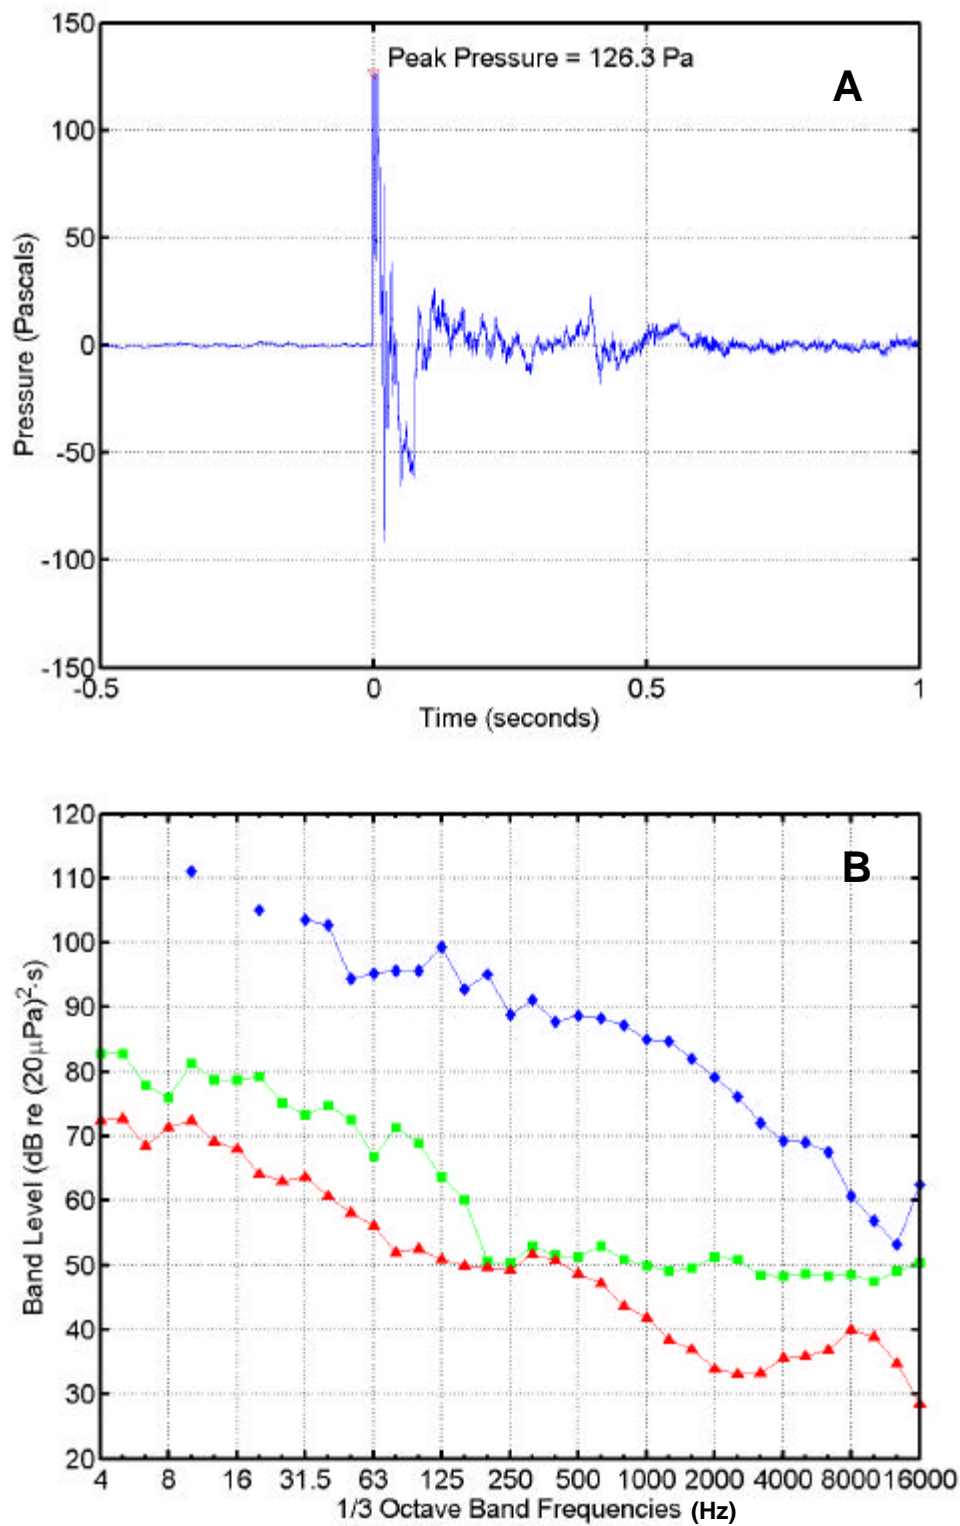 150
Peak Pressure = 126.3 Pa
A
100
50
0
-50
-100
-150
Pressure (Pascals)
-0.5 0 0.5 1
Time (seconds)
120
B
110
100
90
80
70
60
50
40
30
20
Band Level (dB re (20μPa)²·s)
4 8 16 31.5 63 125 250 500 1000 2000 4000 8000 16000
1/3 Octave Band Frequencies (Hz)